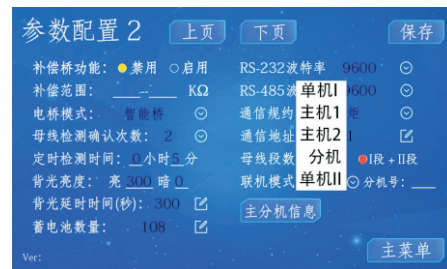 参数配置 2 上页 下页 保存
补偿桥功能: 禁用 启用
补偿范围: -- KΩ
电桥模式: 智能桥
母线检测确认次数: 2
定时检测时间: 0 小时 5 分
背光亮度: 亮 300 暗 0
背光延时时间(秒): 300
蓄电池数量: 108
Ver:
RS-232波特率 9600
RS-485波 9600
通信规约 矩
通信地址 1
母线段数 I段 + II段
联机模式 分机号:
单机I
主机1
主机2
分机
单机II
主分机信息
主菜单